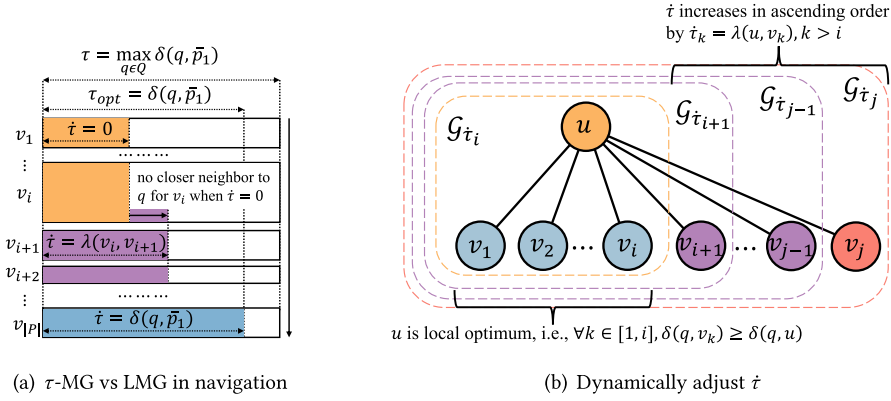 τ = max δ(q, p̄₁)
q∈Q
τ_opt = δ(q, p̄₁)
v₁
τ̇ = 0
… … …
⋮
v_i
no closer neighbor to
q for v_i when τ̇ = 0
v_{i+1}
τ̇ = λ(v_i, v_{i+1})
v_{i+2}
… … …
⋮
v_{|P|}
τ̇ = δ(q, p̄₁)
(a) τ-MG vs LMG in navigation
τ̇ increases in ascending order
by τ̇_k = λ(u, v_k), k > i
𝒢_{τ̇_i}
u
𝒢_{τ̇_{i+1}}
𝒢_{τ̇_{j−1}}
𝒢_{τ̇_j}
v₁ v₂ … v_i v_{i+1} … v_{j−1} v_j
u is local optimum, i.e., ∀k ∈ [1, i], δ(q, v_k) ≥ δ(q, u)
(b) Dynamically adjust τ̇